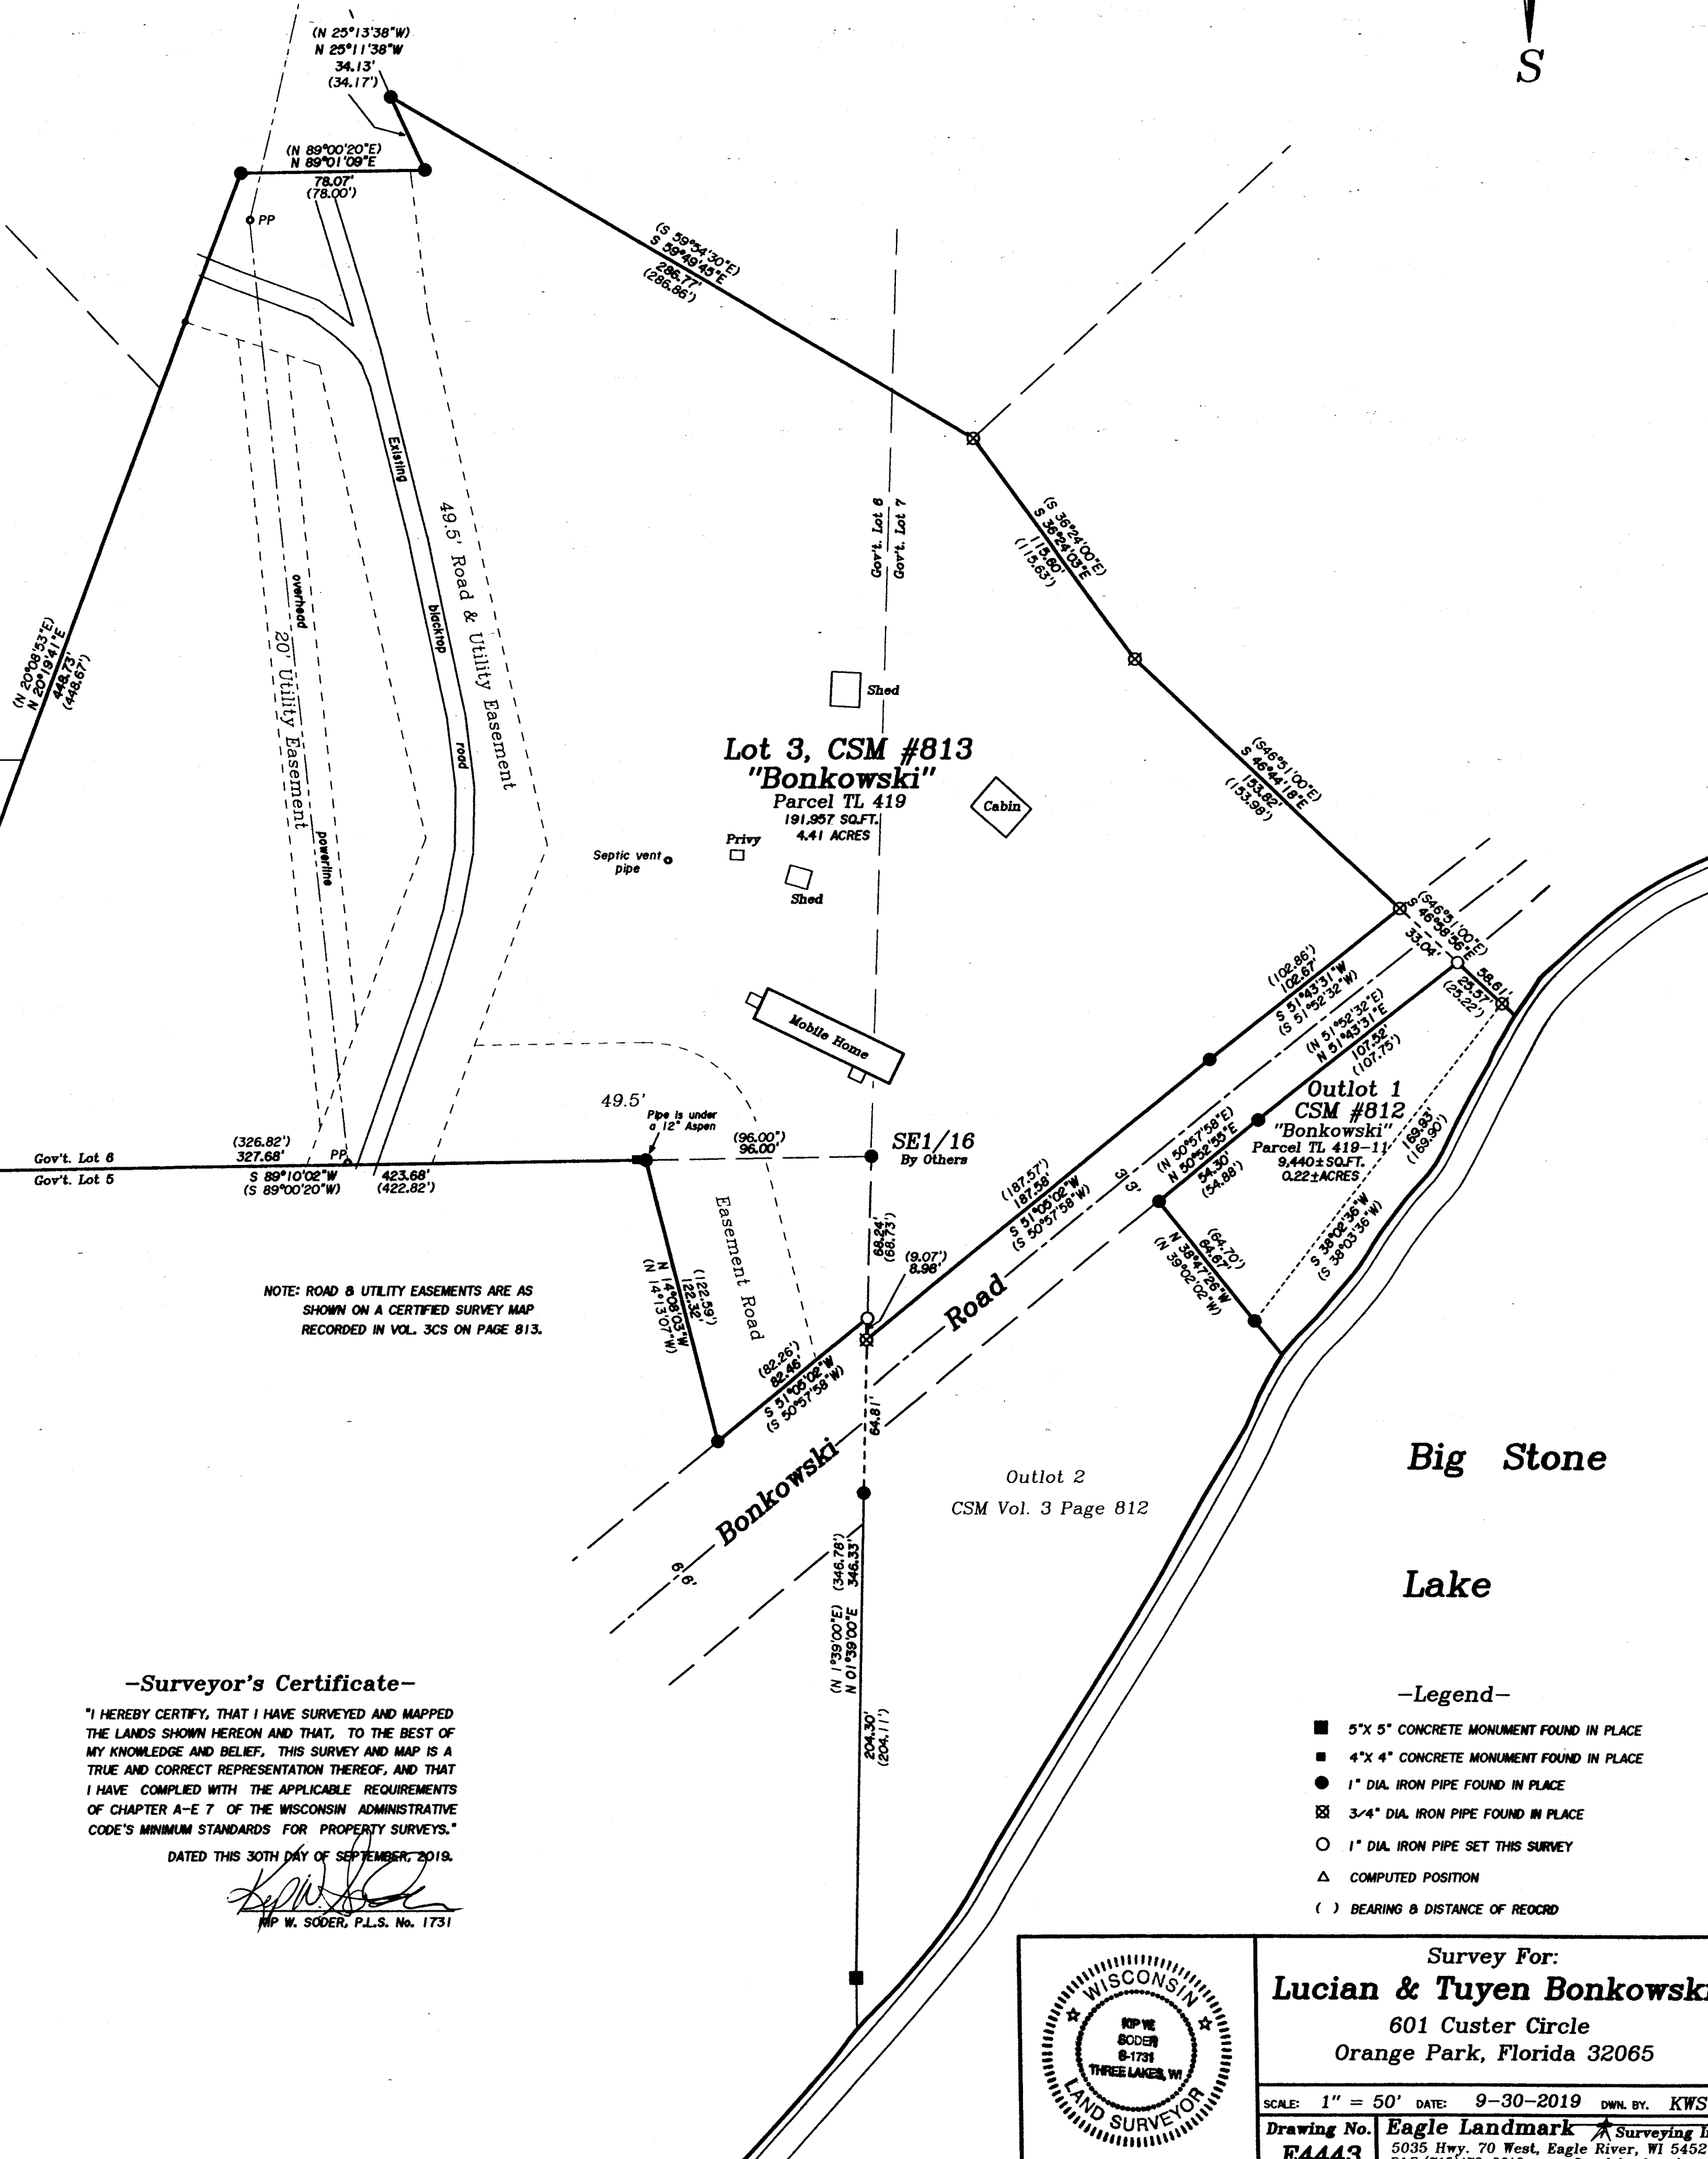 S
(N 25°13'38"W)
N 25°11'38"W
34.13'
(34.17')
(N 89°00'20"E)
N 89°01'09"E
78.07'
(78.00')
PP
(S 59°54'30"E)
S 59°49'45"E
286.77'
(286.86')
Existing
blacktop
road
49.5' Road & Utility Easement
overhead
powerline
20' Utility Easement
(N 20°08'53"E)
N 20°19'41"E
448.73'
(448.67')
Gov't. Lot 6
Gov't. Lot 7
(S 36°24'00"E)
S 36°24'03"E
115.60'
(115.63')
Shed
Lot 3, CSM #813
"Bonkowski"
Parcel TL 419
191,957 SQ.FT.
4.41 ACRES
Cabin
Privy
Septic vent
pipe
Shed
(S46°51'00"E)
S 46°44'18"E
153.82'
(153.98')
(S46°51'00"E)
S 46°58'56"E
33.04'
58.61'
25.57'
(25.22')
Mobile Home
(102.86')
102.67'
S 51°43'31"W
(S 51°52'32"W)
(N 51°52'32"E)
N 51°43'31"E
107.52'
(107.75')
Outlot 1
CSM #812
"Bonkowski"
Parcel TL 419-11
9,440±SQ.FT.
0.22±ACRES
169.93'
(169.90')
S 38°02'36"W
(S 38°03'36"W)
(N 50°57'58"E)
N 50°52'55"E
54.30'
(54.88')
(64.70')
64.67'
N 38°47'26"W
(N 39°02'02"W)
49.5'
Pipe is under
a 12" Aspen
(96.00")
96.00'
SE1/16
By Others
(326.82')
327.68'
PP
Gov't. Lot 6
Gov't. Lot 5
S 89°10'02"W
(S 89°00'20"W)
423.68'
(422.82')
(187.57')
187.58'
S 51°05'02"W
(S 50°57'58"W)
33'
68.24'
(68.73')
(9.07')
8.98'
Easement Road
(122.59')
122.32'
N 14°08'03"W
(N 14°13'07"W)
(82.26')
82.46'
S 51°05'02"W
(S 50°57'58"W)
64.81'
Bonkowski Road
66'
NOTE: ROAD & UTILITY EASEMENTS ARE AS
SHOWN ON A CERTIFIED SURVEY MAP
RECORDED IN VOL. 3CS ON PAGE 813.
Outlot 2
CSM Vol. 3 Page 812
Big Stone
Lake
(N 1°39'00"E) (346.78')
N 01°39'00"E 346.33'
204.30'
(204.11')
-Surveyor's Certificate-
"I HEREBY CERTIFY, THAT I HAVE SURVEYED AND MAPPED
THE LANDS SHOWN HEREON AND THAT, TO THE BEST OF
MY KNOWLEDGE AND BELIEF, THIS SURVEY AND MAP IS A
TRUE AND CORRECT REPRESENTATION THEREOF, AND THAT
I HAVE COMPLIED WITH THE APPLICABLE REQUIREMENTS
OF CHAPTER A-E 7 OF THE WISCONSIN ADMINISTRATIVE
CODE'S MINIMUM STANDARDS FOR PROPERTY SURVEYS."
DATED THIS 30TH DAY OF SEPTEMBER, 2019.
W. SODER, P.L.S. No. 1731
-Legend-
5"X 5" CONCRETE MONUMENT FOUND IN PLACE
4"X 4" CONCRETE MONUMENT FOUND IN PLACE
1" DIA. IRON PIPE FOUND IN PLACE
3/4" DIA. IRON PIPE FOUND IN PLACE
1" DIA. IRON PIPE SET THIS SURVEY
COMPUTED POSITION
( ) BEARING & DISTANCE OF REOCRD
WISCONSIN
KIP W.
SODER
S-1731
THREE LAKES, WI
LAND SURVEYOR
Survey For:
Lucian & Tuyen Bonkowski
601 Custer Circle
Orange Park, Florida 32065
SCALE: 1" = 50' DATE: 9-30-2019 DWN. BY. KWS
Drawing No.
E4443
Eagle Landmark Surveying
5035 Hwy. 70 West, Eagle River, WI 5452